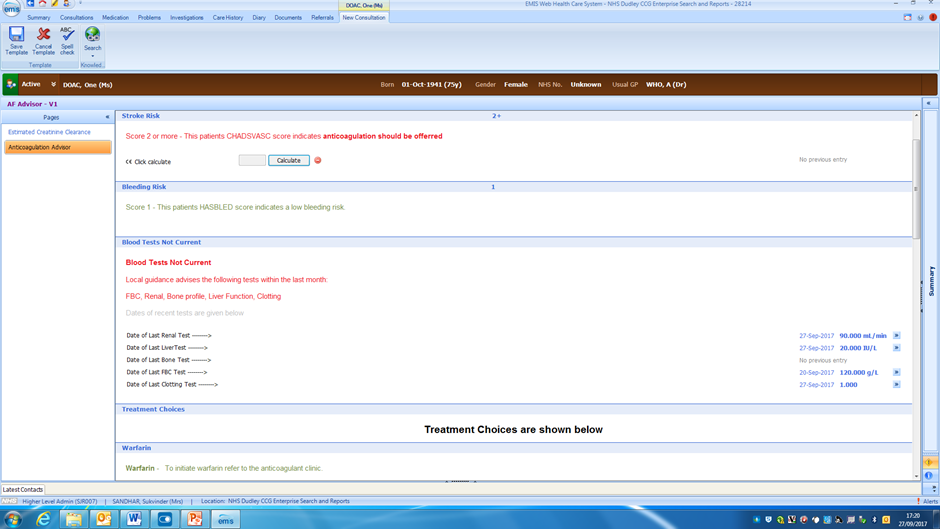 emis
DOAC, One (Ms)
EMIS Web Health Care System - NHS Dudley CCG Enterprise Search and Reports - 28214
Summary Consultations Medication Problems Investigations Care History Diary Documents Referrals New Consultation
Save Template
Cancel Template
ABC
Spell check
Search
Template
Knowled...
Active DOAC, One (Ms) Born 01-Oct-1941 (75y) Gender Female NHS No. Unknown Usual GP WHO, A (Dr)
AF Advisor - V1
Pages «
Estimated Creatinine Clearance
Anticoagulation Advisor
Stroke Risk 2+
Score 2 or more - This patients CHADSVASC score indicates anticoagulation should be offerred
<< Click calculate Calculate No previous entry
Bleeding Risk 1
Score 1 - This patients HASBLED score indicates a low bleeding risk.
Blood Tests Not Current
Blood Tests Not Current
Local guidance advises the following tests within the last month:
FBC, Renal, Bone profile, Liver Function, Clotting
Dates of recent tests are given below
Date of Last Renal Test -------> 27-Sep-2017 90.000 mL/min »
Date of Last LiverTest -------> 27-Sep-2017 20.000 IU/L »
Date of Last Bone Test -------> No previous entry
Date of Last FBC Test -------> 20-Sep-2017 120.000 g/L »
Date of Last Clotting Test -------> 27-Sep-2017 1.000 »
Treatment Choices
Treatment Choices are shown below
Warfarin
Warfarin - To initiate warfarin refer to the anticoagulant clinic.
«
Summary
Latest Contacts
Higher Level Admin (SJR007) SANDHAR, Sukvinder (Mrs) Location: NHS Dudley CCG Enterprise Search and Reports
! Alerts
emis
17:20
27/09/2017